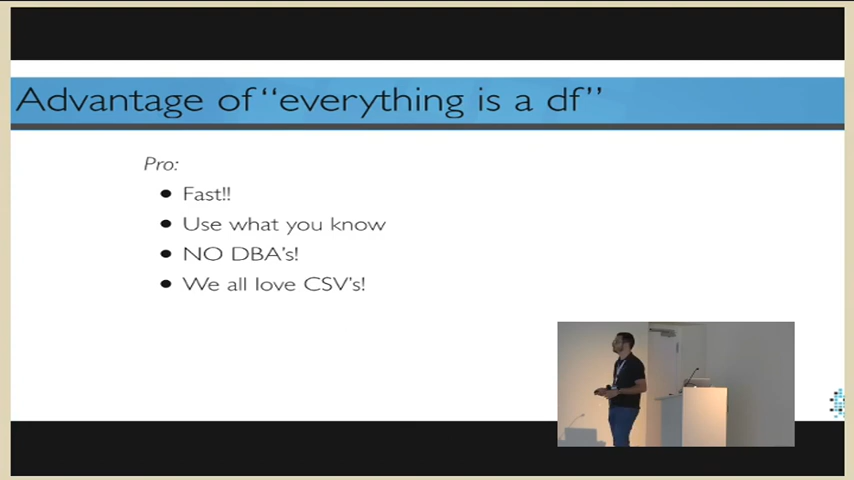 Advantage of “everything is a df”
Pro:
Fast!!
Use what you know
NO DBA’s!
We all love CSV’s!